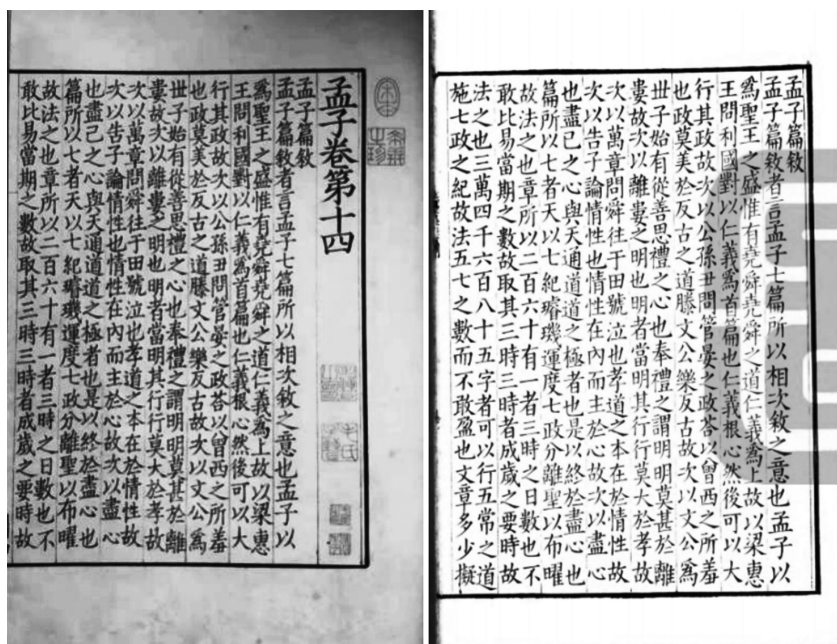 孟子卷第十四
孟子篇敘
孟子篇敘者言孟子七篇所以相次敘之意也孟子以
爲聖王之盛惟有堯舜堯舜之道仁義爲上故以梁惠
王問利國對以仁義爲首篇也仁義根心然後可以大
行其政故次以公孫丑問管晏之政荅以曾西之所羞
也政莫美於反古之道滕文公樂反古故次以文公爲
世子始有從善思禮之心也奉禮之謂明明莫甚於離
婁故次以離婁之明也明者當明其行行莫大於孝故
次以萬章問舜往于田號泣也孝道之本在於情性故
次以告子論情性也情性在內而主於心故次以盡心
也盡己之心與天通道道之極者也是以終於盡心也
篇所以七者天以七紀璿璣運度七政分離聖以布曜
故法之也章所以二百六十有一者三時之日數也不
敢比易當期之數故取其三時三時者成歲之要時故
孟子篇敘
孟子篇敘者言孟子七篇所以相次敘之意也孟子以
爲聖王之盛惟有堯舜堯舜之道仁義爲上故以梁惠
王問利國對以仁義爲首篇也仁義根心然後可以大
行其政故次以公孫丑問管晏之政荅以曾西之所羞
也政莫美於反古之道滕文公樂反古故次以文公爲
世子始有從善思禮之心也奉禮之謂明明莫甚於離
婁故次以離婁之明也明者當明其行行莫大於孝故
次以萬章問舜往于田號泣也孝道之本在於情性故
次以告子論情性也情性在內而主於心故次以盡心
也盡己之心與天通道道之極者也是以終於盡心也
篇所以七者天以七紀璿璣運度七政分離聖以布曜
故法之也章所以二百六十有一者三時之日數也不
敢比易當期之數故取其三時三時者成歲之要時故
法之也三萬四千六百八十五字者可以行五常之道
施七政之紀故法五七之數而不敢盈也文章多少擬